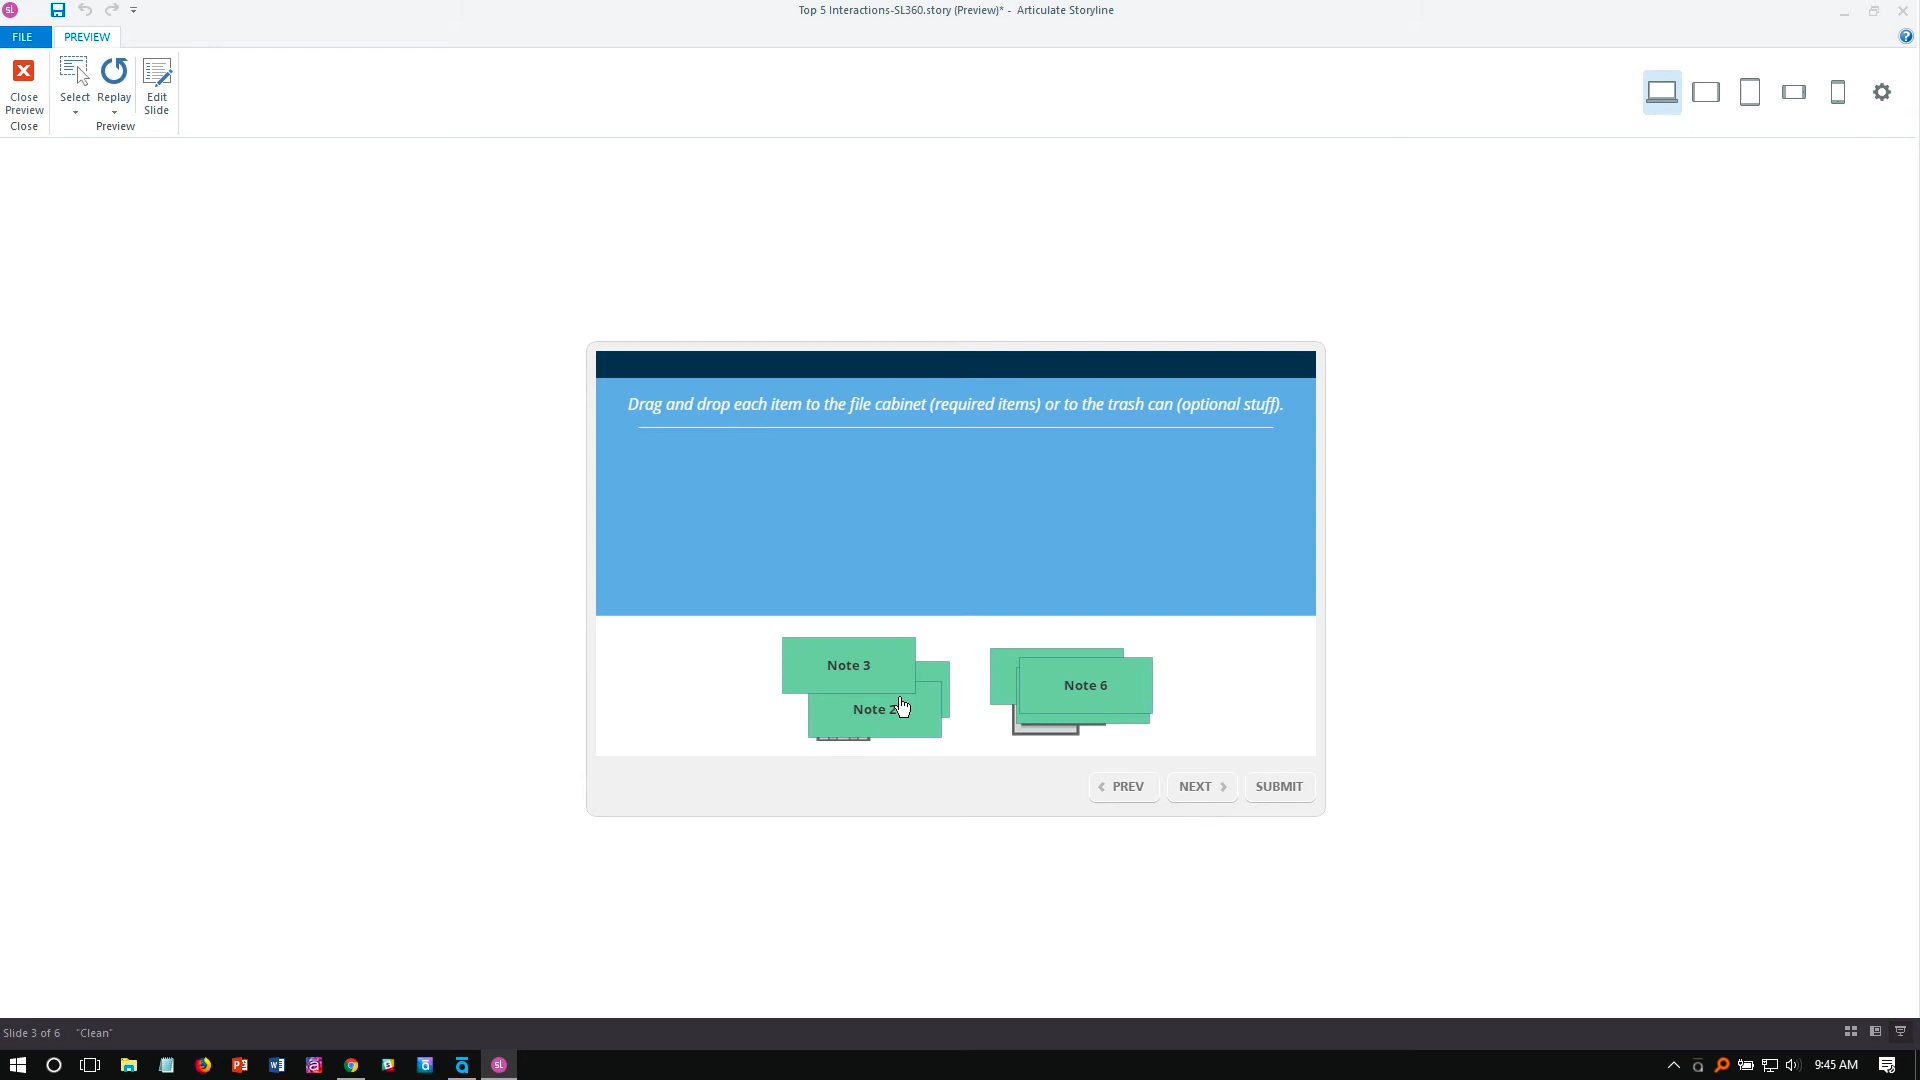 sL
Top 5 Interactions-SL360.story (Preview)* - Articulate Storyline
FILE
PREVIEW
?
Close
Preview
Select
Replay
Edit
Slide
Close
Preview
Drag and drop each item to the file cabinet (required items) or to the trash can (optional stuff).
Note 3
Note 6
Note 2
PREV
NEXT
SUBMIT
Slide 3 of 6
"Clean"
9:45 AM